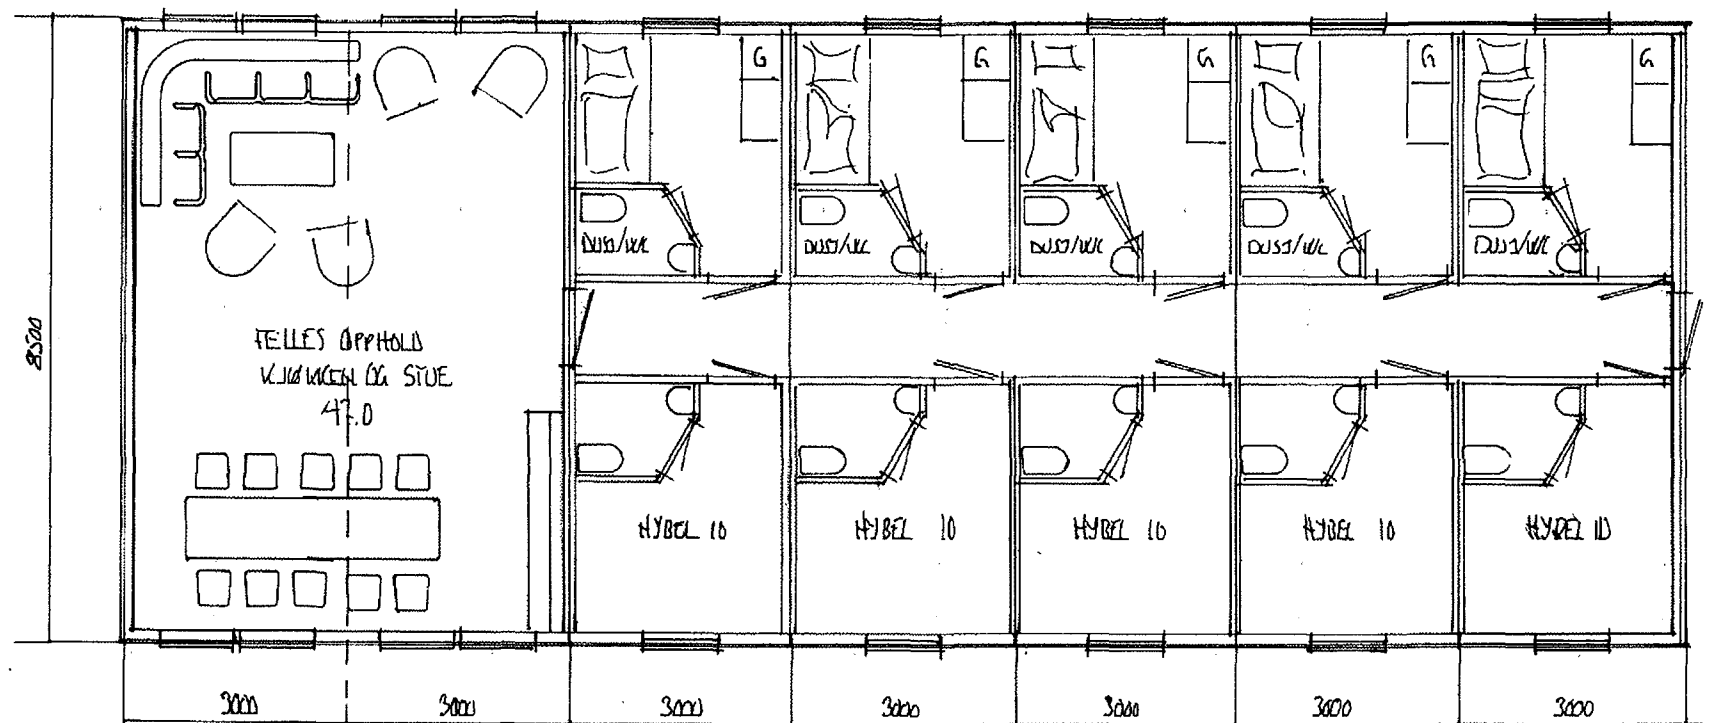 G
G
G
G
G
DUSJ/WC
DUSJ/WC
DUSJ/WC
DUSJ/WC
DUSJ/WC
8500
FELLES OPPHOLD
KJØKKEN OG STUE
47.0
HYBEL 10
HYBEL 10
HYBEL 10
HYBEL 10
HYBEL 10
3000
3000
3000
3000
3000
3000
3000